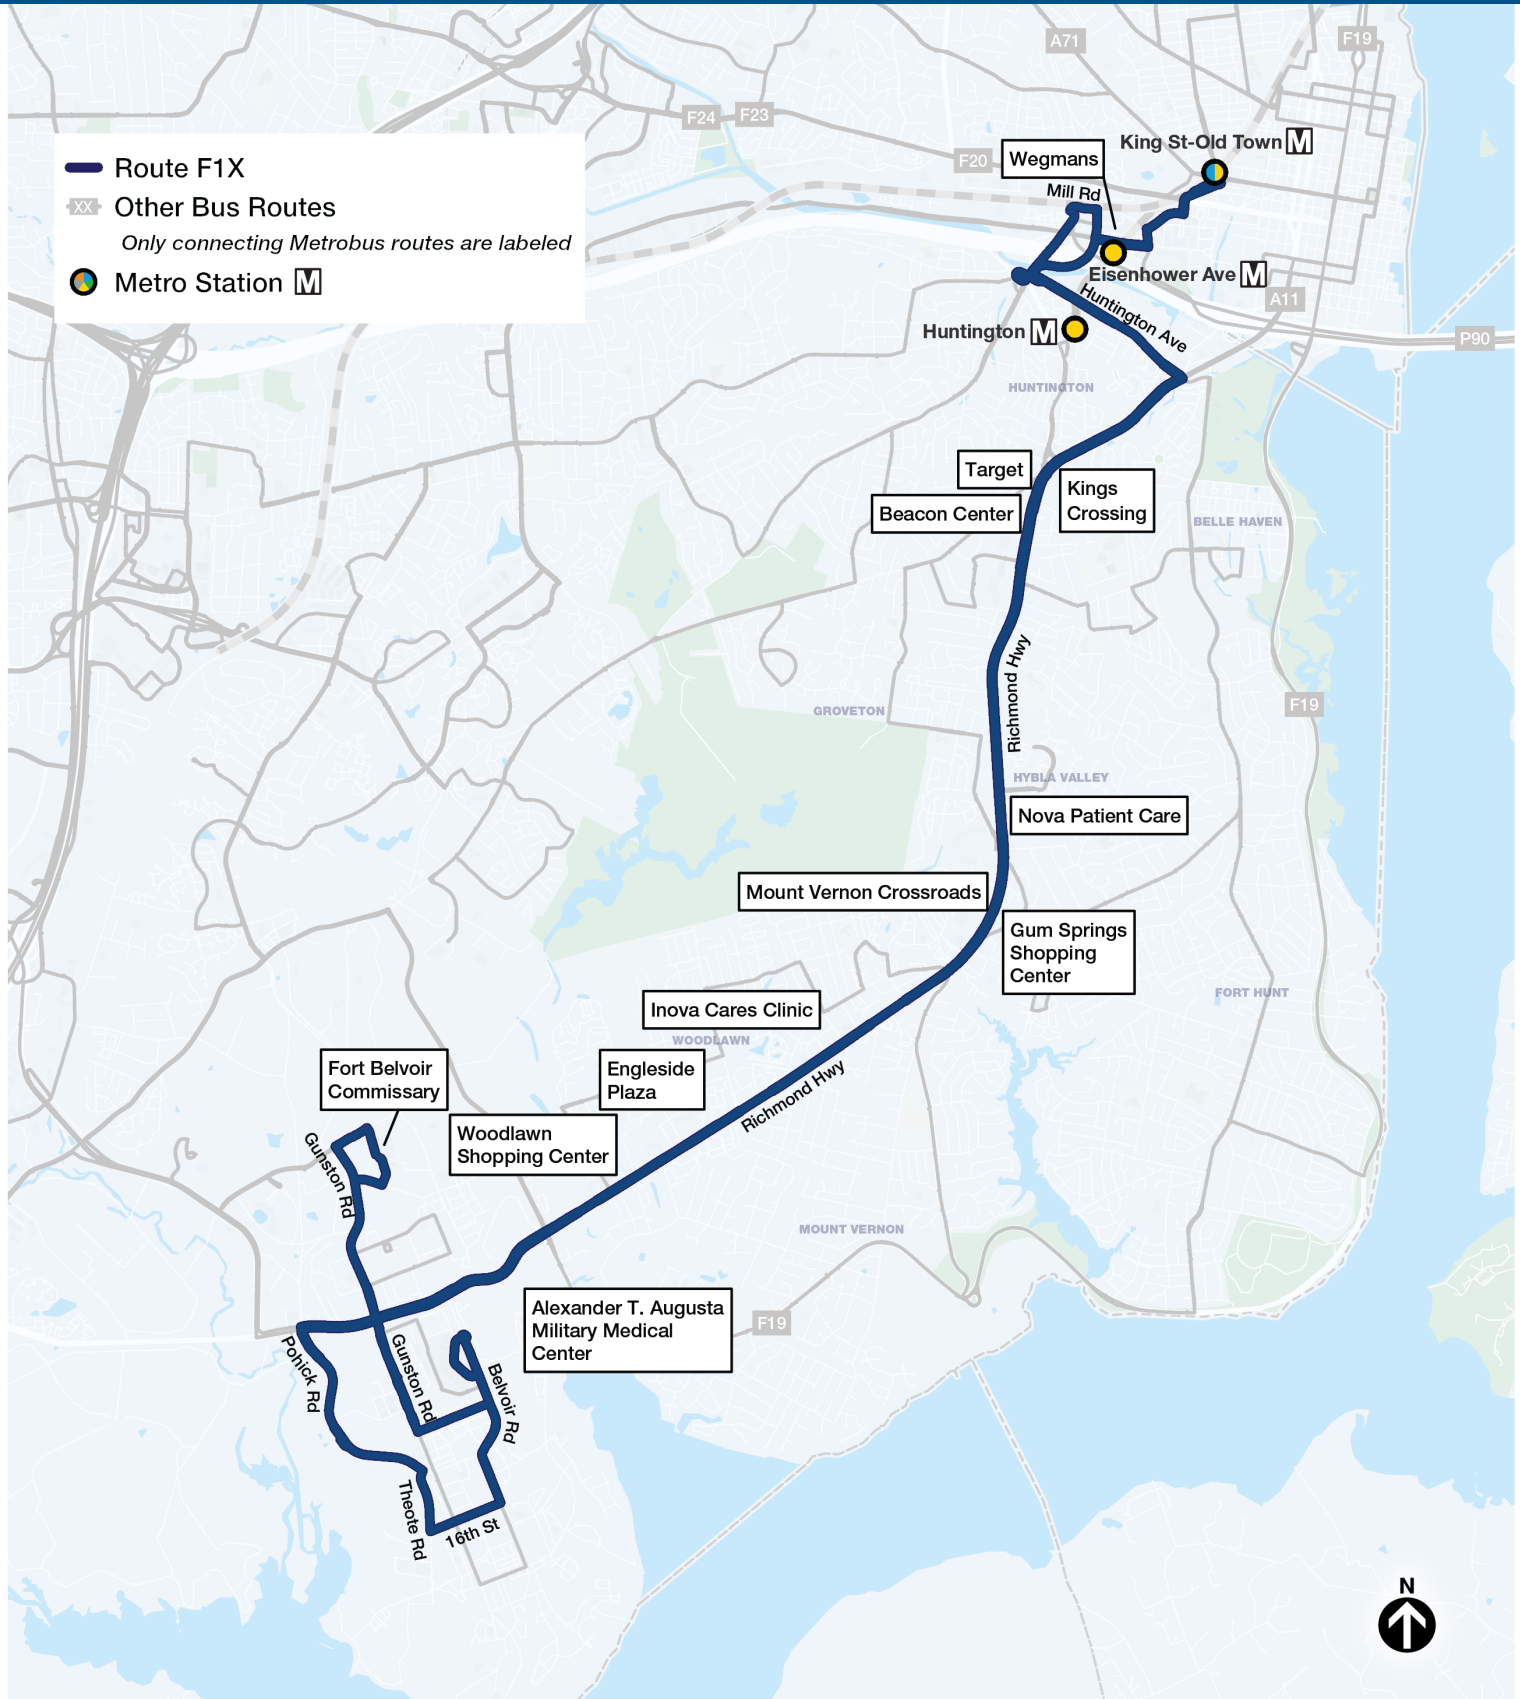 A71
F19
F24
F23
King St-Old Town M
Wegmans
F20
Mill Rd
Route F1X
XX Other Bus Routes
Only connecting Metrobus routes are labeled
Metro Station M
Eisenhower Ave M
Huntington Ave
A11
Huntington M
P90
HUNTINGTON
Target
Kings
Crossing
Beacon Center
BELLE HAVEN
Richmond Hwy
F19
GROVETON
HYBLA VALLEY
Nova Patient Care
Mount Vernon Crossroads
Gum Springs
Shopping
Center
FORT HUNT
Inova Cares Clinic
WOODLAWN
Fort Belvoir
Commissary
Engleside
Plaza
Richmond Hwy
Woodlawn
Shopping Center
Gunston Rd
MOUNT VERNON
Alexander T. Augusta
Military Medical
Center
F19
Pohick Rd
Gunston Rd
Belvoir Rd
Theote Rd
16th St
N